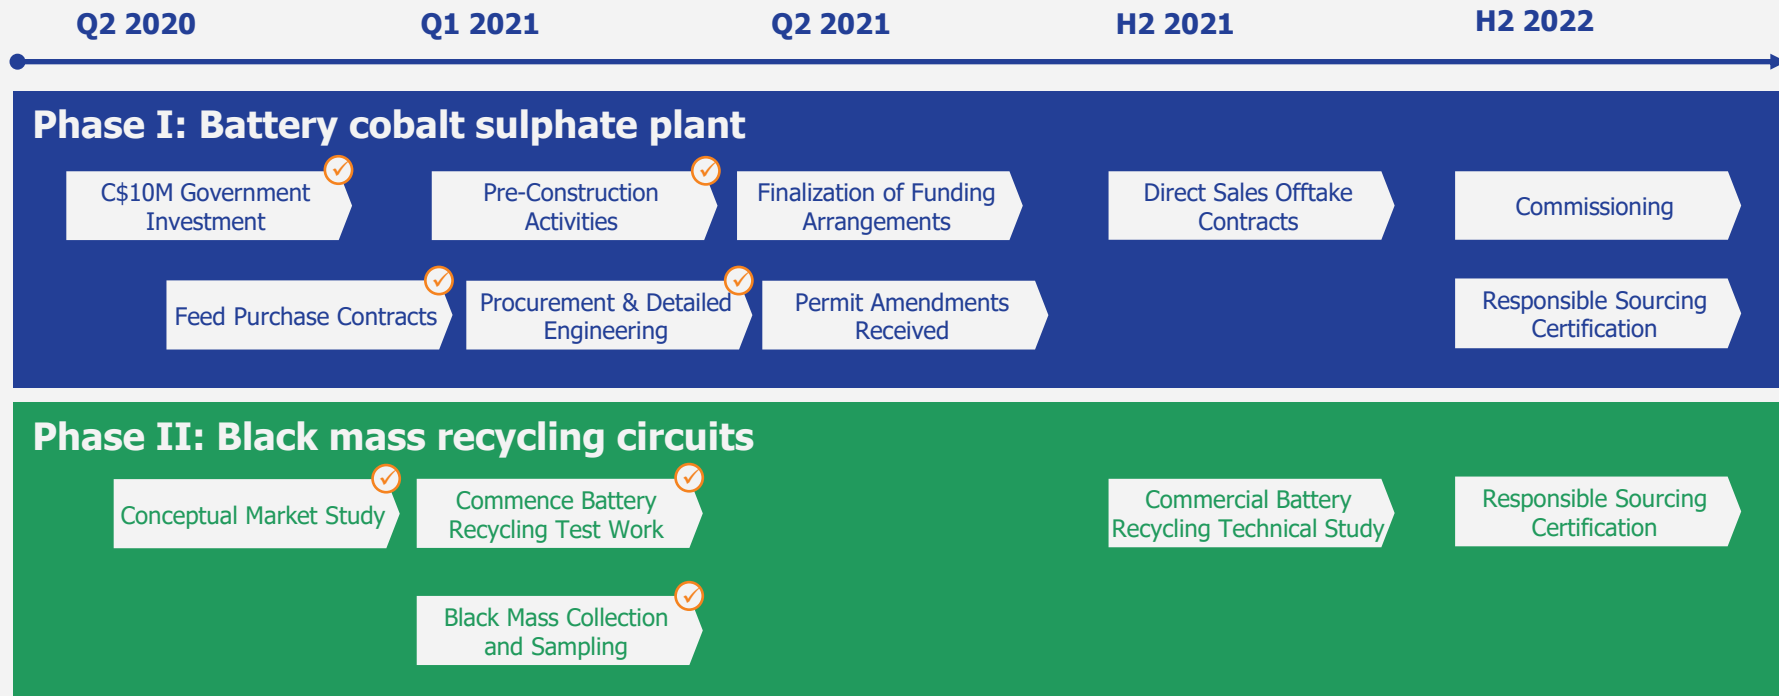 Q2 2020
Q1 2021
Q2 2021
H2 2021
H2 2022
Phase I: Battery cobalt sulphate plant
C$10M Government
Investment
Pre-Construction
Activities
Finalization of Funding
Arrangements
Direct Sales Offtake
Contracts
Commissioning
Feed Purchase Contracts
Procurement & Detailed
Engineering
Permit Amendments
Received
Responsible Sourcing
Certification
Phase II: Black mass recycling circuits
Conceptual Market Study
Commence Battery
Recycling Test Work
Commercial Battery
Recycling Technical Study
Responsible Sourcing
Certification
Black Mass Collection
and Sampling